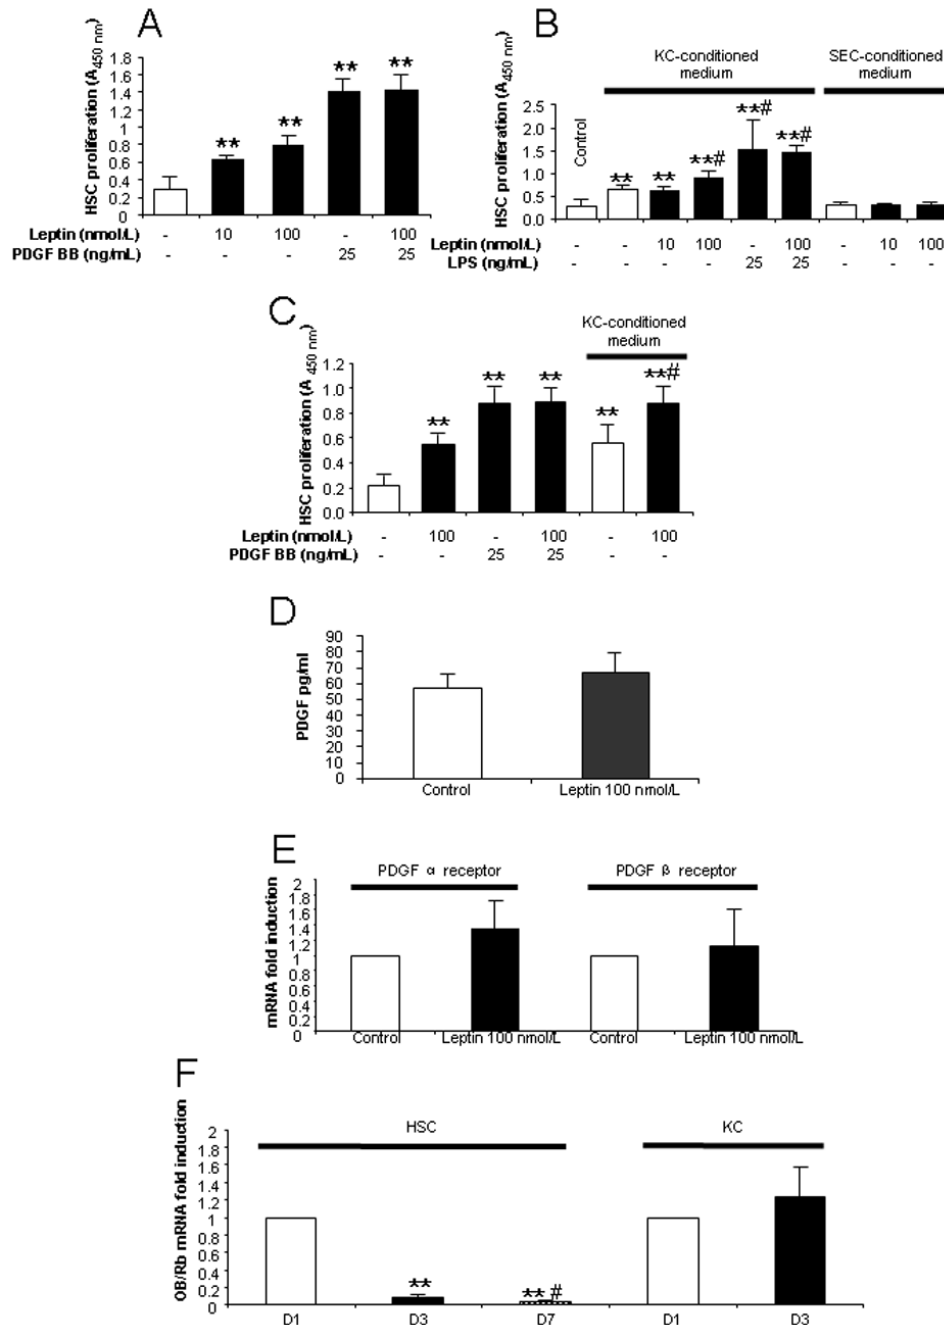 A
HSC proliferation (A450 nm)
1.8
1.6
1.4
1.2
1
0.8
0.6
0.4
0.2
0
** ** ** **
Leptin (nmol/L) - 10 100 - 100
PDGF BB (ng/mL) - - - 25 25
B
KC-conditioned medium
SEC-conditioned medium
HSC proliferation (A450 nm)
2.5
2.0
1.5
1.0
0.5
0.0
Control
** ** **# **# **#
Leptin (nmol/L) - - 10 100 - 100 - 10 100
LPS (ng/mL) - - - - 25 25 - - -
C
KC-conditioned medium
HSC proliferation (A 450 nm)
1.2
1.0
0.8
0.6
0.4
0.2
0.0
** ** ** ** **#
Leptin (nmol/L) - 100 - 100 - 100
PDGF BB (ng/mL) - - 25 25 - -
D
PDGF pg/ml
90
80
70
60
50
40
30
20
10
0
Control Leptin 100 nmol/L
E
PDGF α receptor PDGF β receptor
mRNA fold induction
2
1.8
1.6
1.4
1.2
1
0.8
0.6
0.4
0.2
0
Control Leptin 100 nmol/L Control Leptin 100 nmol/L
F
HSC KC
OB/Rb mRNA fold induction
2
1.8
1.6
1.4
1.2
1
0.8
0.6
0.4
0.2
0
** ** #
D1 D3 D7 D1 D3